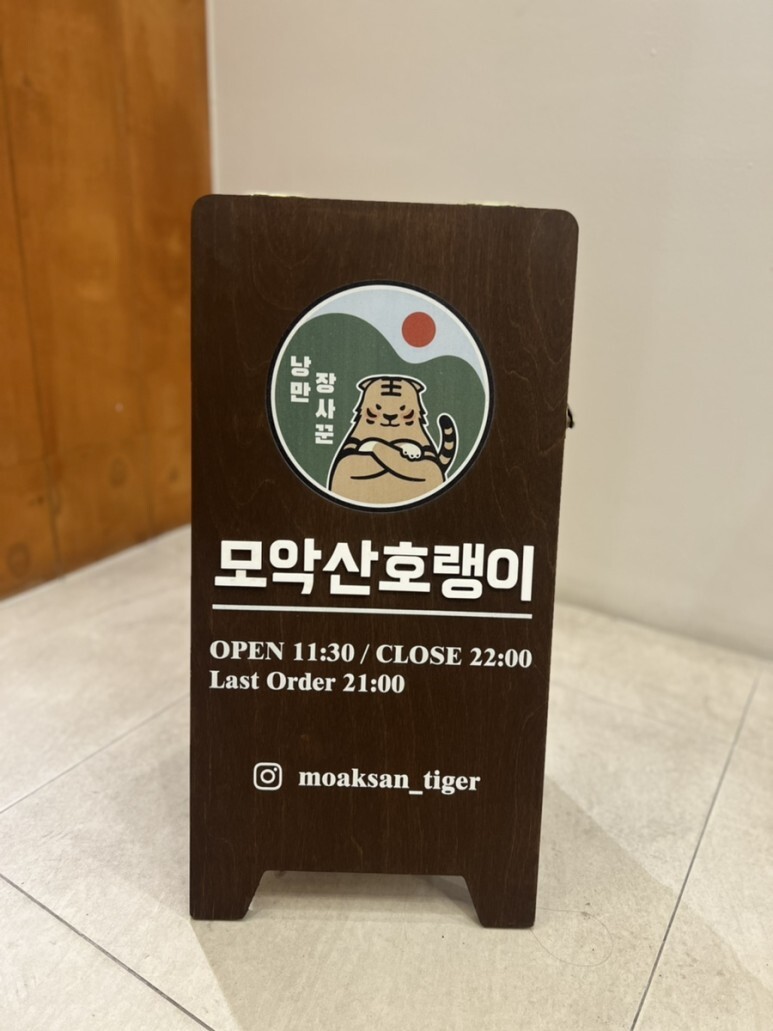 낭만
장사꾼
모악산호랭이
OPEN 11:30 / CLOSE 22:00
Last Order 21:00
moaksan_tiger